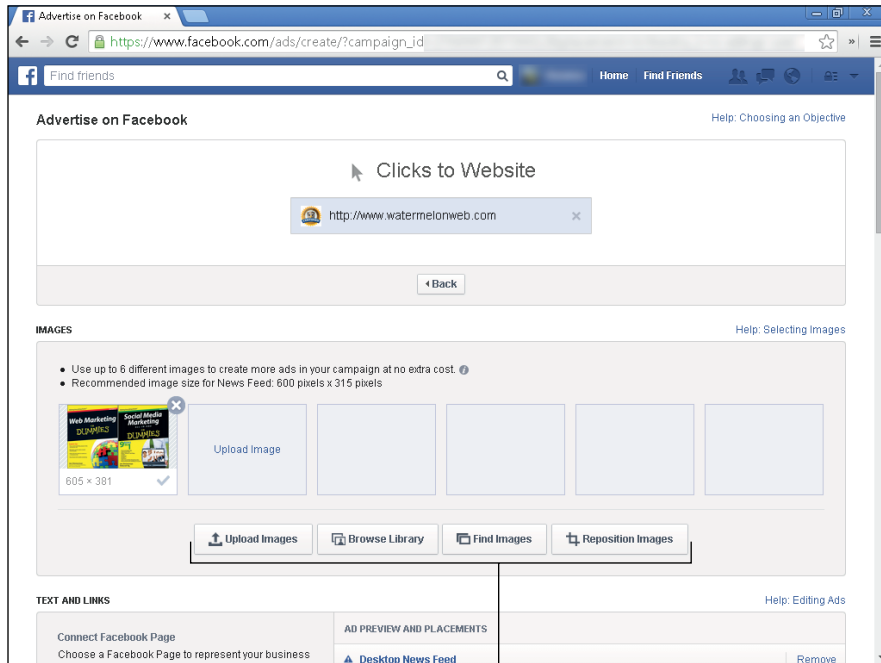 Advertise on Facebook
https://www.facebook.com/ads/create/?campaign_id
Find friends
Home Find Friends
Advertise on Facebook
Help: Choosing an Objective
Clicks to Website
http://www.watermelonweb.com
Back
IMAGES
Help: Selecting Images
Use up to 6 different images to create more ads in your campaign at no extra cost.
Recommended image size for News Feed: 600 pixels x 315 pixels
Web Marketing
DUMMIES
Social Media
Marketing
DUMMIES
605 × 381
Upload Image
Upload Images Browse Library Find Images Reposition Images
TEXT AND LINKS
Help: Editing Ads
Connect Facebook Page
Choose a Facebook Page to represent your business
AD PREVIEW AND PLACEMENTS
Desktop News Feed
Remove